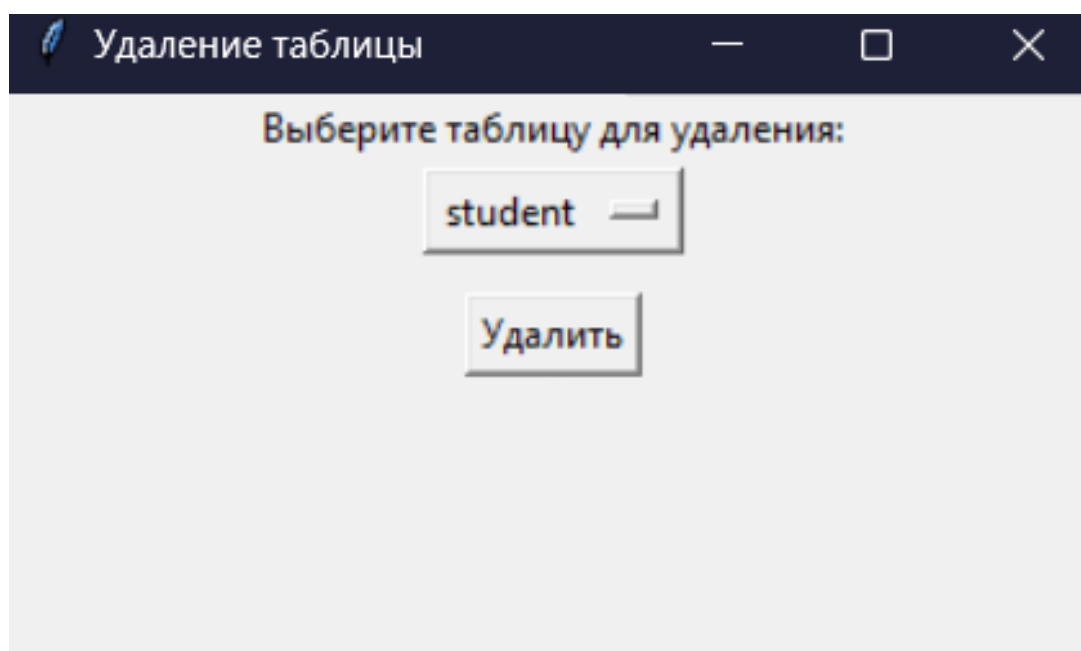 Удаление таблицы
Выберите таблицу для удаления:
student
Удалить